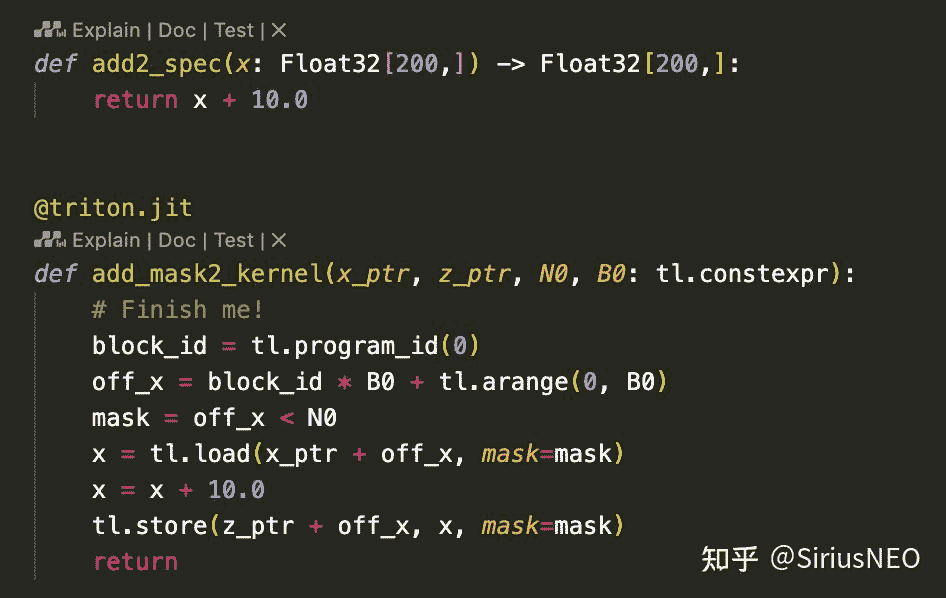 Explain | Doc | Test | ×
def add2_spec(x: Float32[200,]) -> Float32[200,]:
    return x + 10.0
@triton.jit
Explain | Doc | Test | ×
def add_mask2_kernel(x_ptr, z_ptr, N0, B0: tl.constexpr):
    # Finish me!
    block_id = tl.program_id(0)
    off_x = block_id * B0 + tl.arange(0, B0)
    mask = off_x < N0
    x = tl.load(x_ptr + off_x, mask=mask)
    x = x + 10.0
    tl.store(z_ptr + off_x, x, mask=mask)
    return
知乎 @SiriusNEO